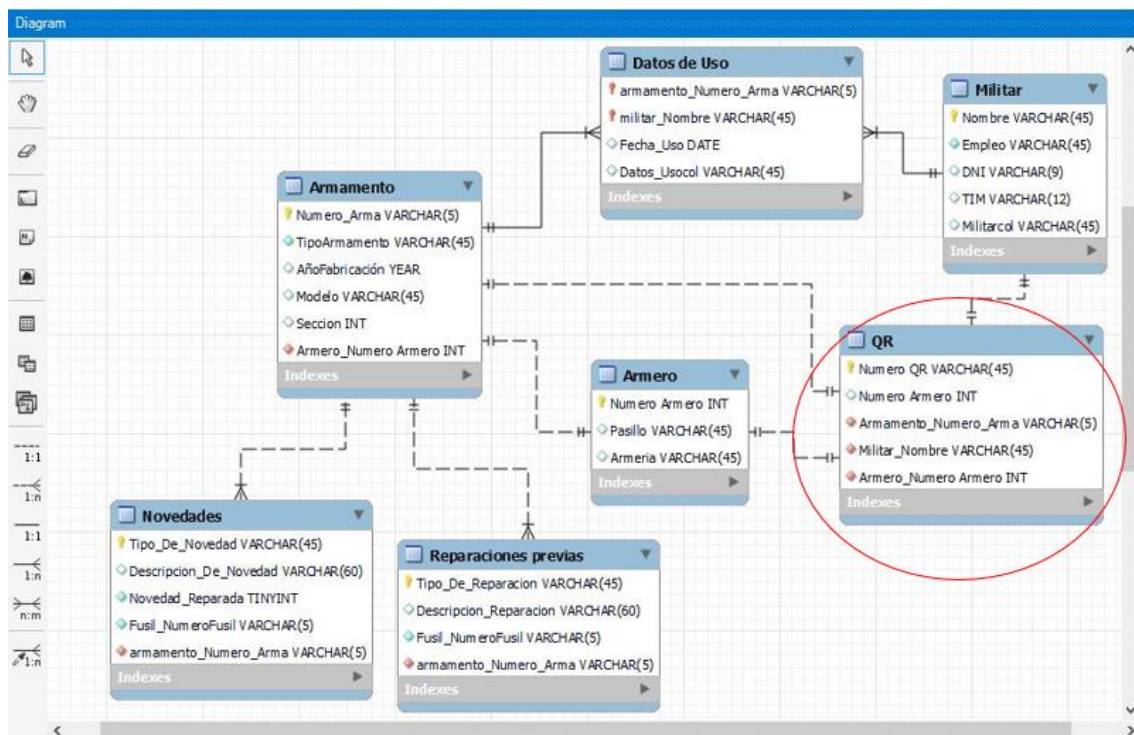 Diagram
Datos de Uso
armamento_Numero_Arma VARCHAR(5)
militar_Nombre VARCHAR(45)
Fecha_Uso DATE
Datos_Usocol VARCHAR(45)
Indexes
Militar
Nombre VARCHAR(45)
Empleo VARCHAR(45)
DNI VARCHAR(9)
TIM VARCHAR(12)
Militarcol VARCHAR(45)
Indexes
Armamento
Numero_Arma VARCHAR(5)
TipoArmamento VARCHAR(45)
AñoFabricación YEAR
Modelo VARCHAR(45)
Seccion INT
Armero_Numero Armero INT
Indexes
Armero
Numero Armero INT
Pasillo VARCHAR(45)
Armeria VARCHAR(45)
Indexes
QR
Numero QR VARCHAR(45)
Numero Armero INT
Armamento_Numero_Arma VARCHAR(5)
Militar_Nombre VARCHAR(45)
Armero_Numero Armero INT
Indexes
Novedades
Tipo_De_Novedad VARCHAR(45)
Descripcion_De_Novedad VARCHAR(60)
Novedad_Reparada TINYINT
Fusil_NumeroFusil VARCHAR(5)
armamento_Numero_Arma VARCHAR(5)
Indexes
Reparaciones previas
Tipo_De_Reparacion VARCHAR(45)
Descripcion_Reparacion VARCHAR(60)
Fusil_NumeroFusil VARCHAR(5)
armamento_Numero_Arma VARCHAR(5)
Indexes
1:1
1:n
1:1
1:n
n:m
1:n